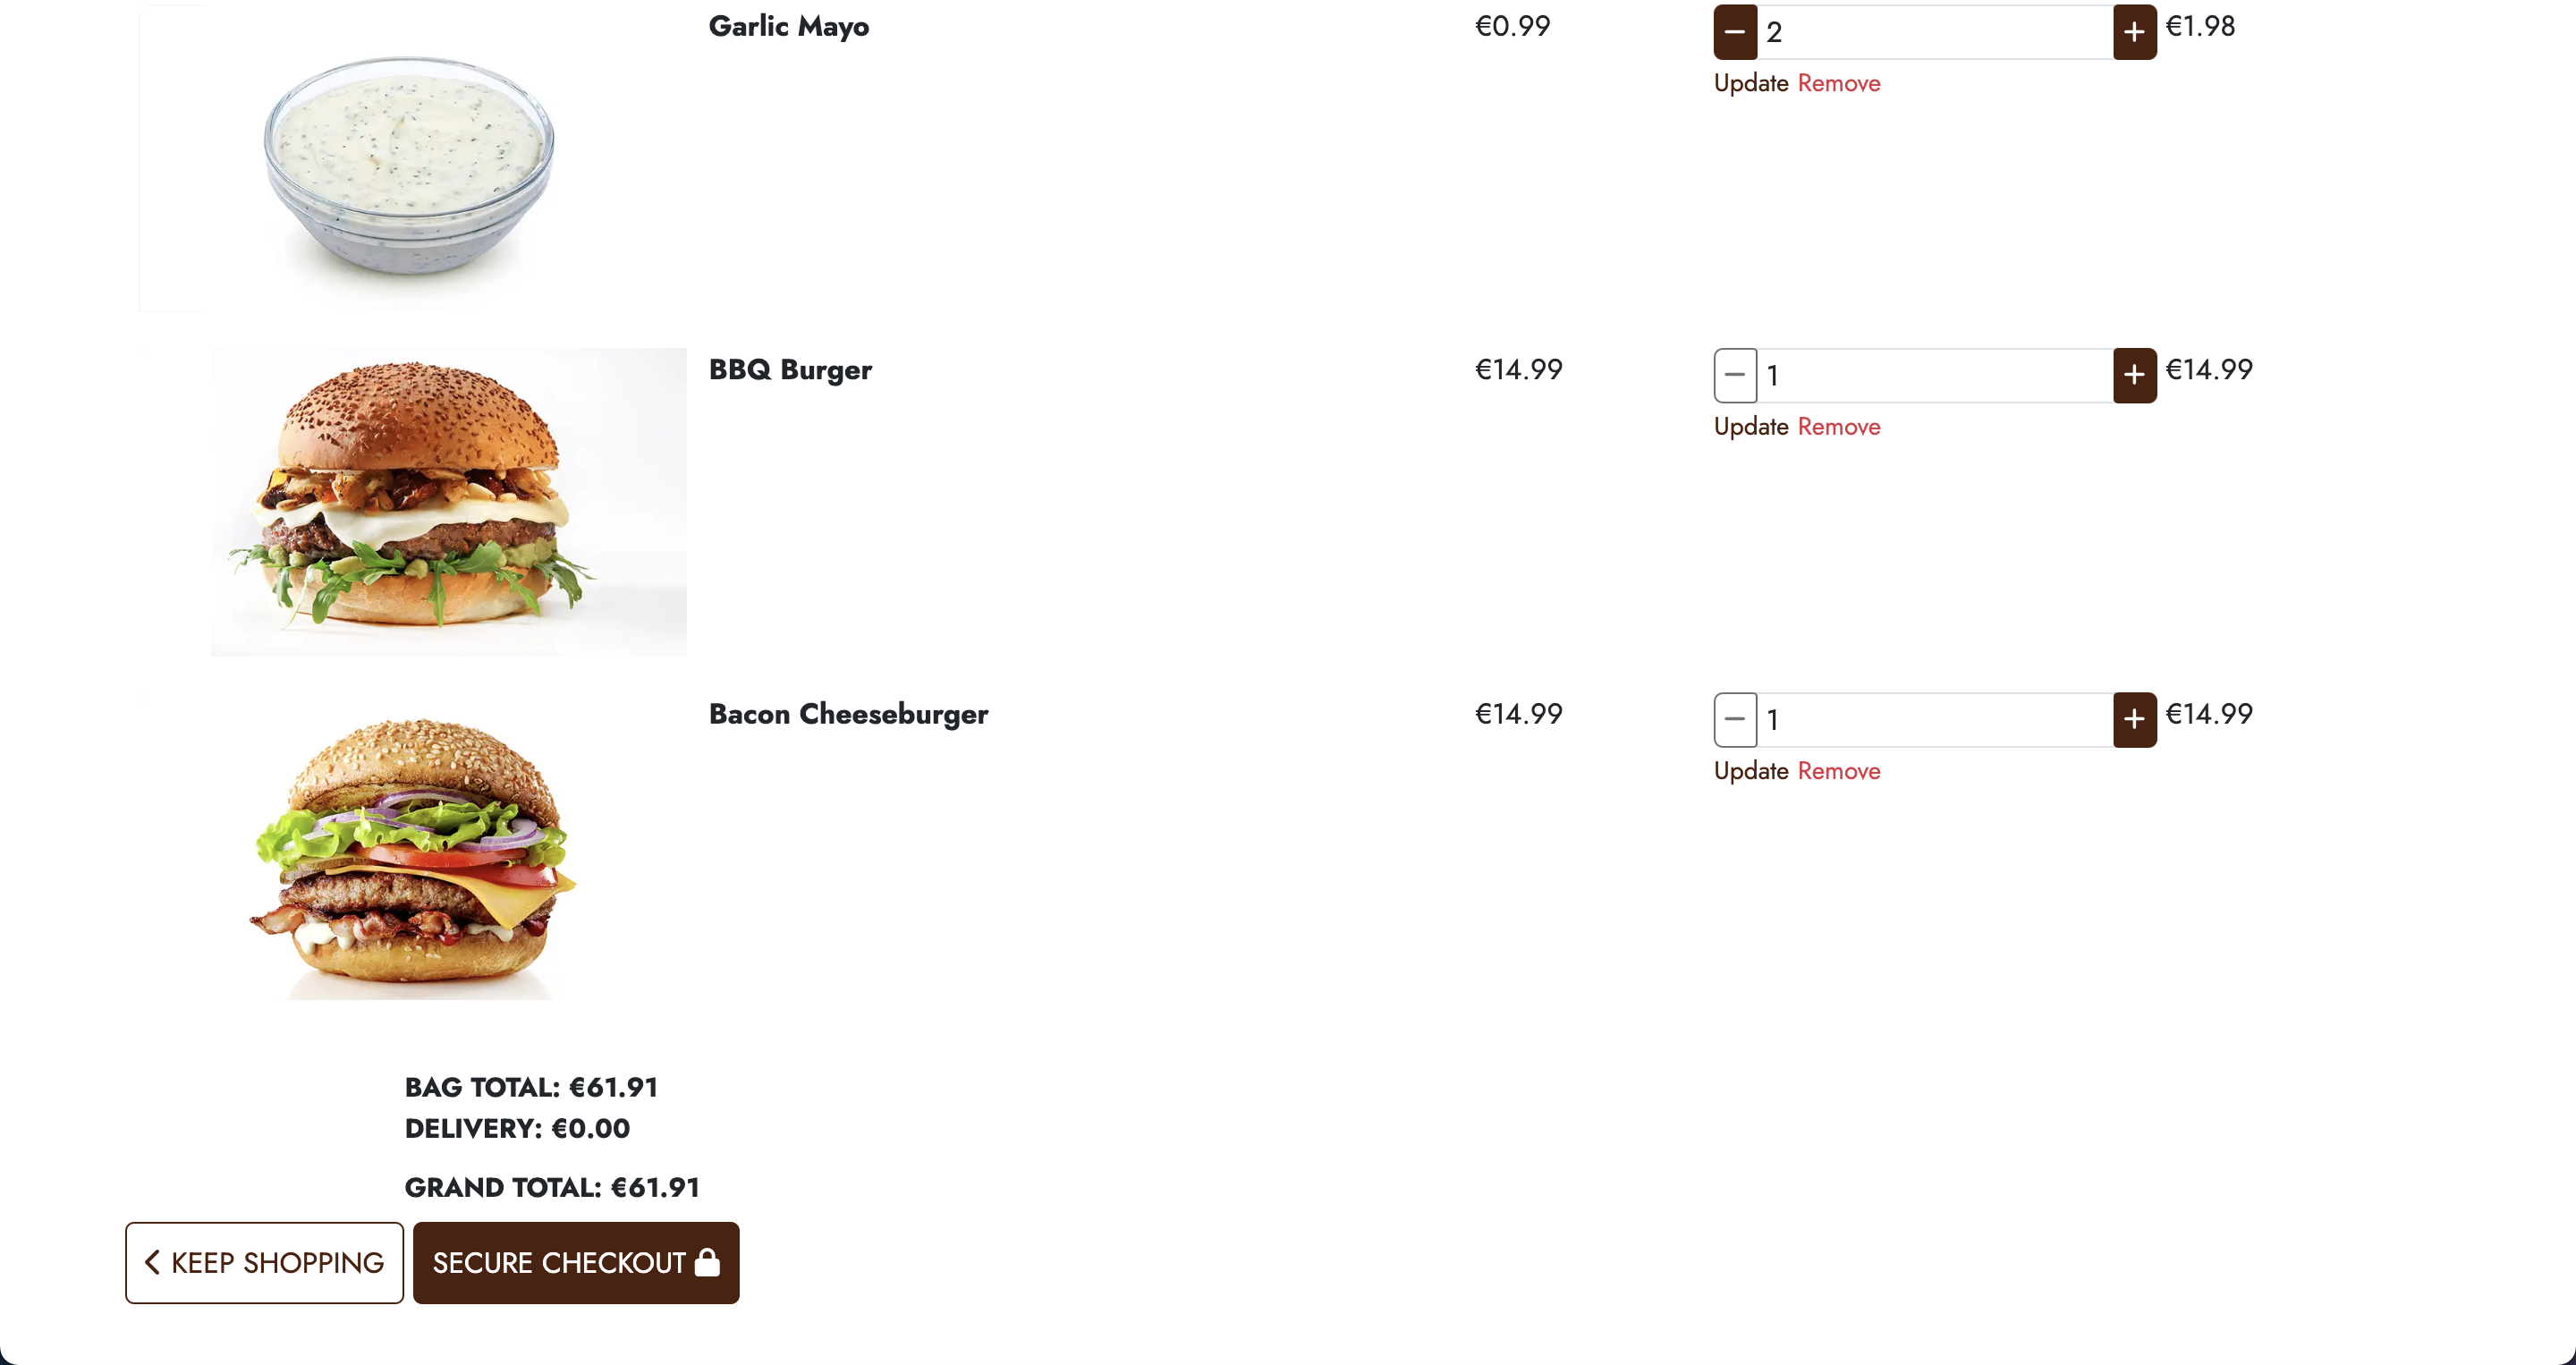 Garlic Mayo €0.99 2 €1.98
Update Remove
BBQ Burger €14.99 1 €14.99
Update Remove
Bacon Cheeseburger €14.99 1 €14.99
Update Remove
BAG TOTAL: €61.91
DELIVERY: €0.00
GRAND TOTAL: €61.91
KEEP SHOPPING SECURE CHECKOUT